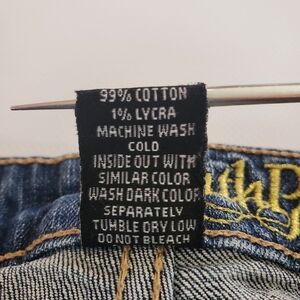 99% COTTON
1% LYCRA
MACHINE WASH
COLD
INSIDE OUT WITH
SIMILAR COLOR
WASH DARK COLOR
SEPARATELY
TUMBLE DRY LOW
DO NOT BLEACH